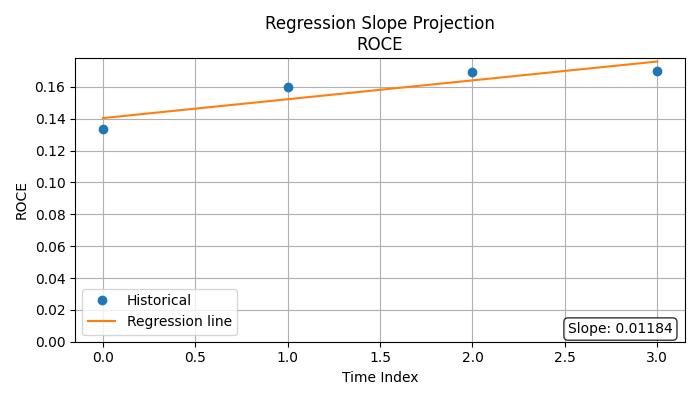 Regression Slope Projection
ROCE
ROCE
0.16
0.14
0.12
0.10
0.08
0.06
0.04
0.02
0.00
Historical
Regression line
Slope: 0.01184
0.0 0.5 1.0 1.5 2.0 2.5 3.0
Time Index